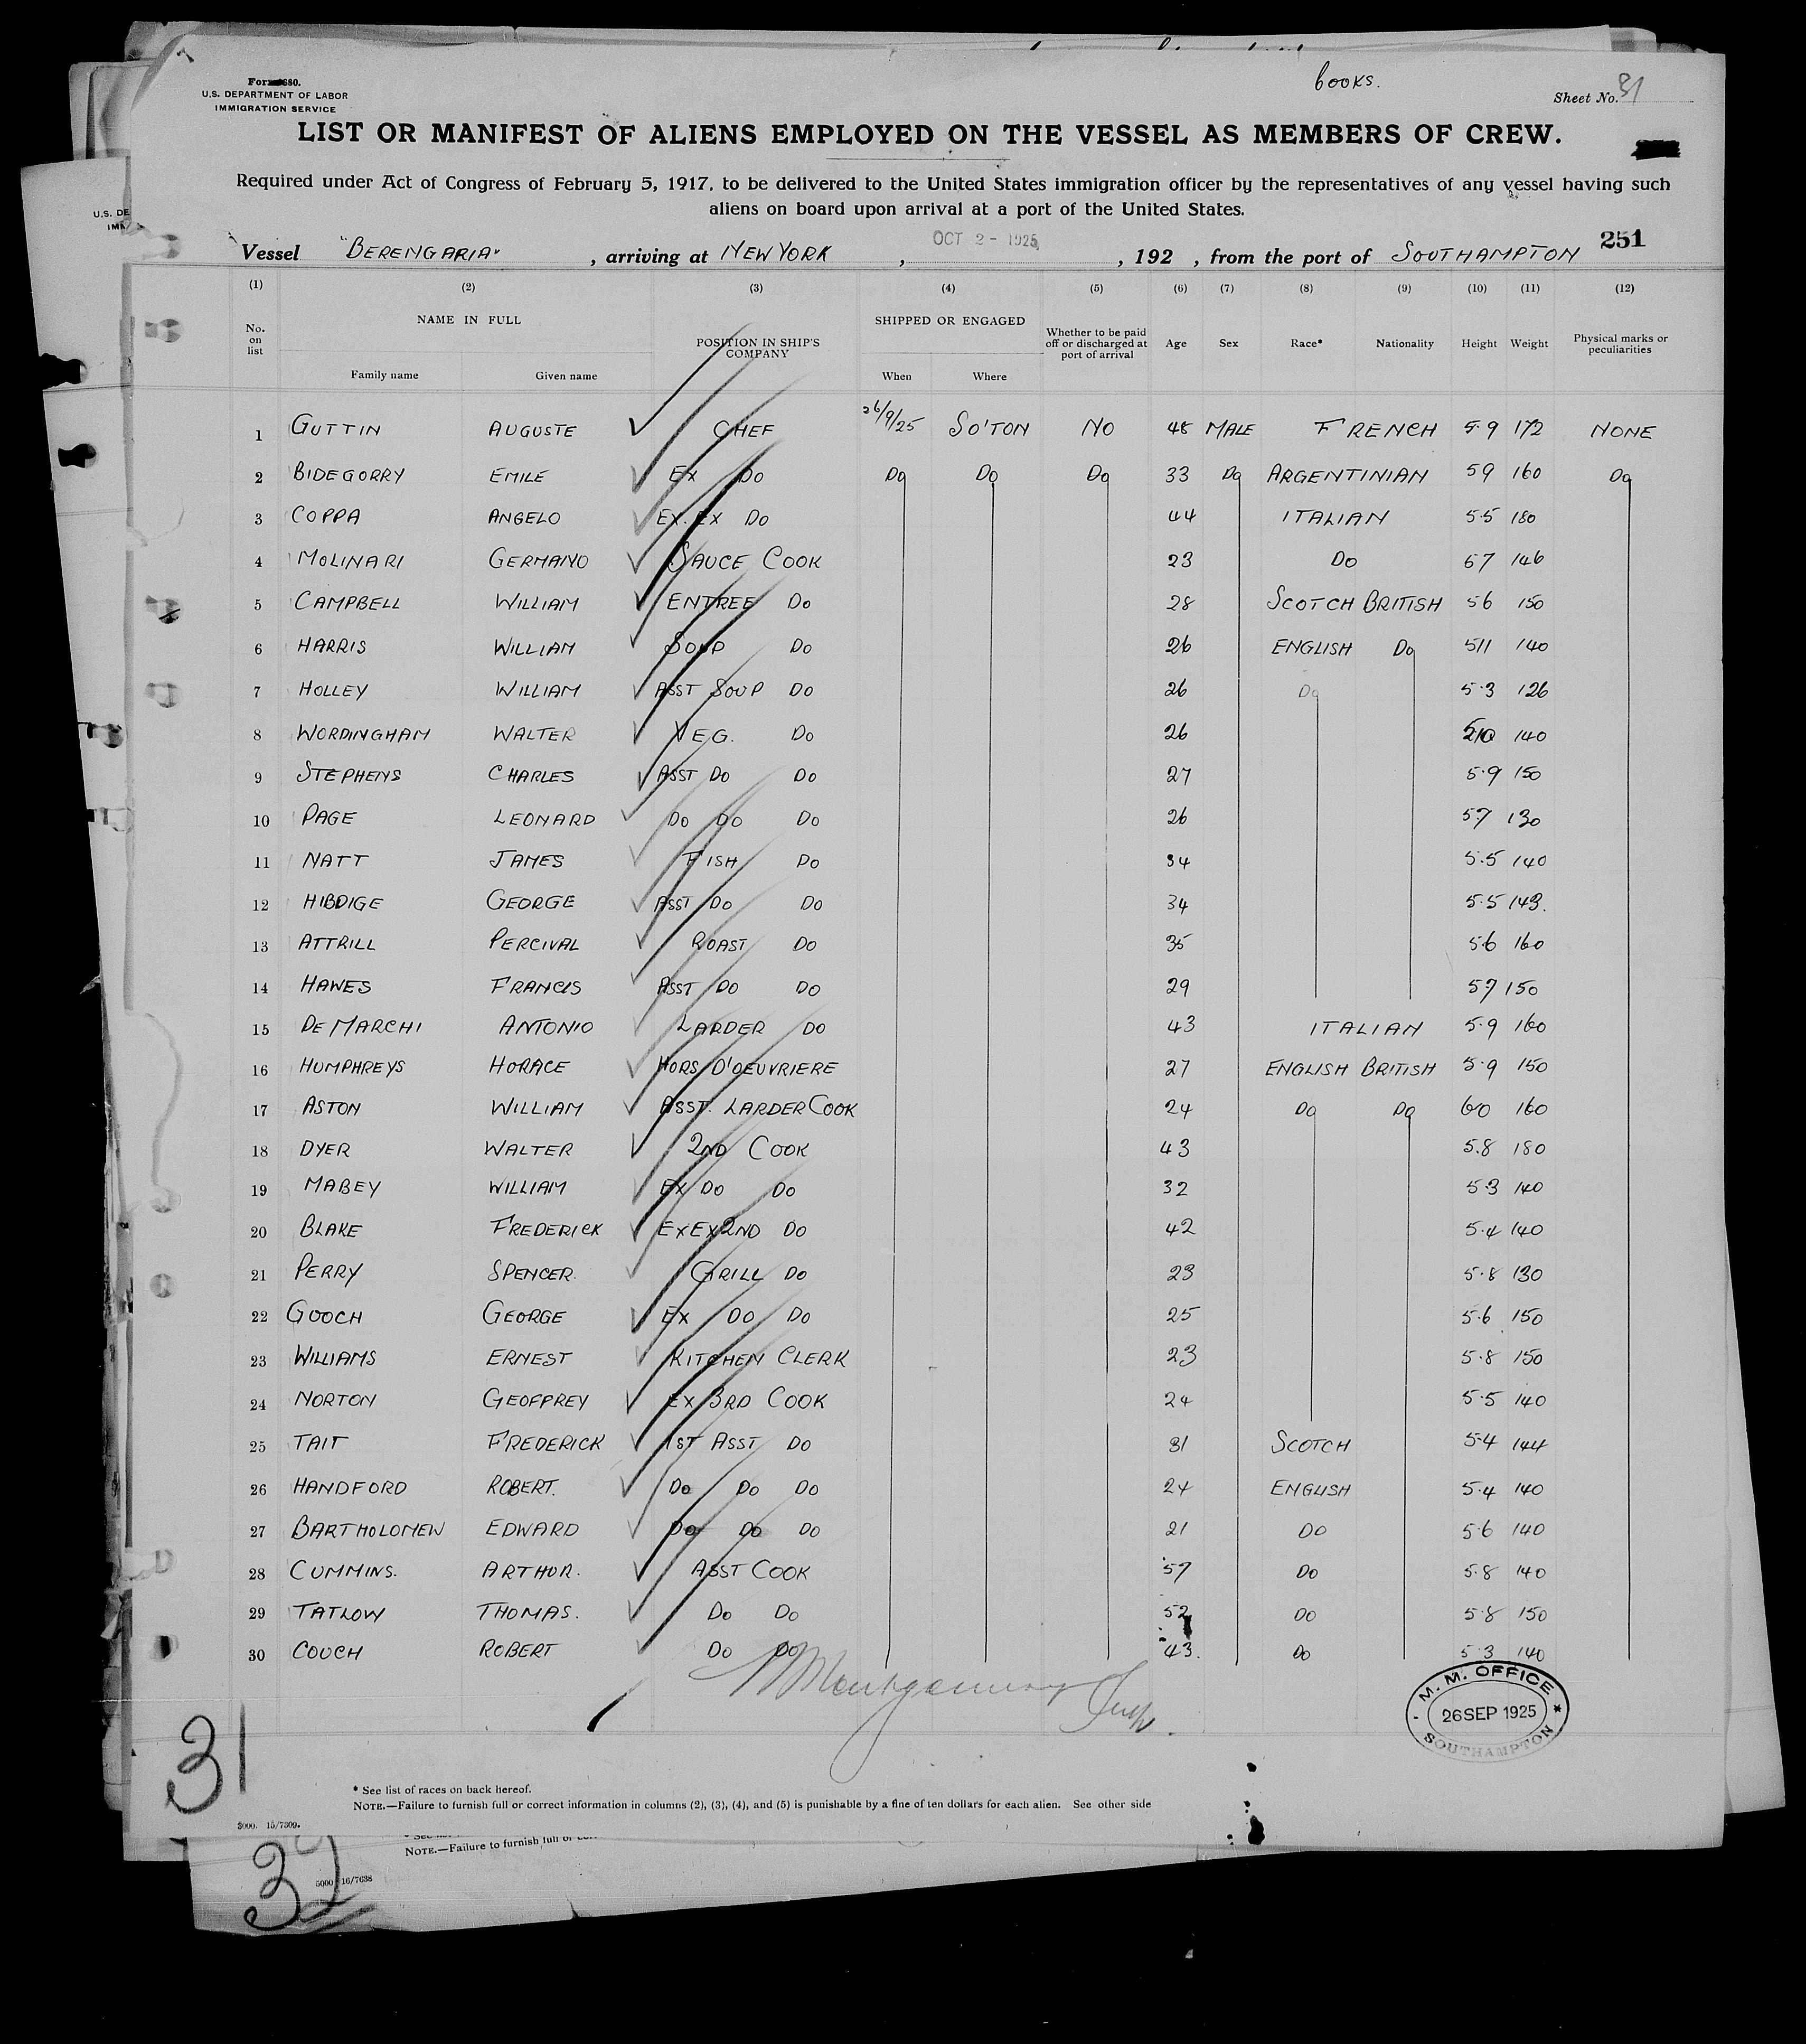 Cooks.
Form 680.
U.S. DEPARTMENT OF LABOR
IMMIGRATION SERVICE
Sheet No. 31
LIST OR MANIFEST OF ALIENS EMPLOYED ON THE VESSEL AS MEMBERS OF CREW.
Required under Act of Congress of February 5, 1917, to be delivered to the United States immigration officer by the representatives of any vessel having such
aliens on board upon arrival at a port of the United States.
OCT 2 - 1925
251
Vessel "BERENGARIA" , arriving at NEW YORK , , 192 , from the port of SOUTHAMPTON
(1) (2) (3) (4) (5) (6) (7) (8) (9) (10) (11) (12)
No. on list NAME IN FULL Family name Given name POSITION IN SHIP'S COMPANY SHIPPED OR ENGAGED When Where Whether to be paid off or discharged at port of arrival Age Sex Race* Nationality Height Weight Physical marks or peculiarities
1 GUTTIN AUGUSTE CHEF 26/9/25 SO'TON NO 48 MALE FRENCH 5.9 172 NONE
2 BIDEGORRY EMILE EX DO DO DO DO 33 DO ARGENTINIAN 59 160 DO
3 COPPA ANGELO EX. EX DO 44 ITALIAN 5.5 180
4 MOLINARI GERMANO SAUCE COOK 23 DO 57 146
5 CAMPBELL WILLIAM ENTREE DO 28 SCOTCH BRITISH 56 150
6 HARRIS WILLIAM SOUP DO 26 ENGLISH DO 511 140
7 HOLLEY WILLIAM ASST SOUP DO 26 DO 5.3 126
8 WORDINGHAM WALTER VEG. DO 26 510 140
9 STEPHENS CHARLES ASST DO DO 27 5.9 150
10 PAGE LEONARD DO DO DO 26 57 130
11 NATT JAMES FISH DO 34 5.5 140
12 HIBDIGE GEORGE ASST DO DO 34 5.5 143.
13 ATTRILL PERCIVAL ROAST DO 35 5.6 160
14 HAWES FRANCIS ASST DO DO 29 57 150
15 DE MARCHI ANTONIO LARDER DO 43 ITALIAN 5.9 160
16 HUMPHREYS HORACE HORS D'OEUVRIERE 27 ENGLISH BRITISH 5.9 150
17 ASTON WILLIAM ASST. LARDER COOK 24 DO DO 60 160
18 DYER WALTER 2ND COOK 43 5.8 180
19 MABEY WILLIAM EX DO DO 32 5.3 140
20 BLAKE FREDERICK EX EX 2ND DO 42 5.4 140
21 PERRY SPENCER. GRILL DO 23 5.8 130
22 GOOCH GEORGE EX DO DO 25 5.6 150
23 WILLIAMS ERNEST KITCHEN CLERK 23 5.8 150
24 NORTON GEOFFREY EX 3RD COOK 24 5.5 140
25 TAIT FREDERICK 1ST ASST DO 31 SCOTCH 5.4 144
26 HANDFORD ROBERT. DO DO DO 24 ENGLISH 5.4 140
27 BARTHOLOMEW EDWARD DO DO DO 21 DO 5.6 140
28 CUMMINS. ARTHUR. ASST COOK 57 DO 5.8 140
29 TATLOW THOMAS. DO DO 52 DO 5.8 150
30 COUCH ROBERT DO DO 43. DO 5.3 140
Montgomery
M. M. OFFICE
26 SEP 1925
SOUTHAMPTON
31
* See list of races on back hereof.
NOTE.—Failure to furnish full or correct information in columns (2), (3), (4), and (5) is punishable by a fine of ten dollars for each alien. See other side
3000. 15/7309.
NOTE.—Failure to furnish full or
5000 16/7638
32